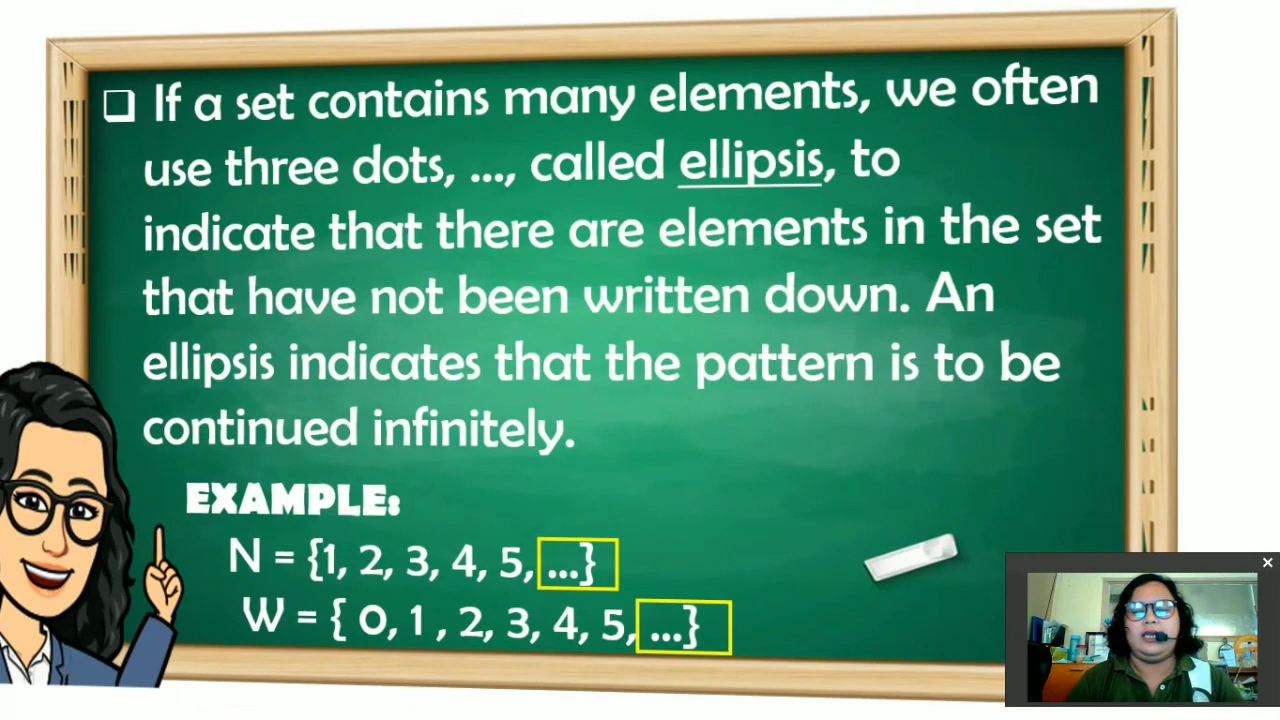 ❑ If a set contains many elements, we often
use three dots, ..., called ellipsis, to
indicate that there are elements in the set
that have not been written down. An
ellipsis indicates that the pattern is to be
continued infinitely.
EXAMPLE:
N = {1, 2, 3, 4, 5, ...}
W = { 0, 1 , 2, 3, 4, 5, ...}